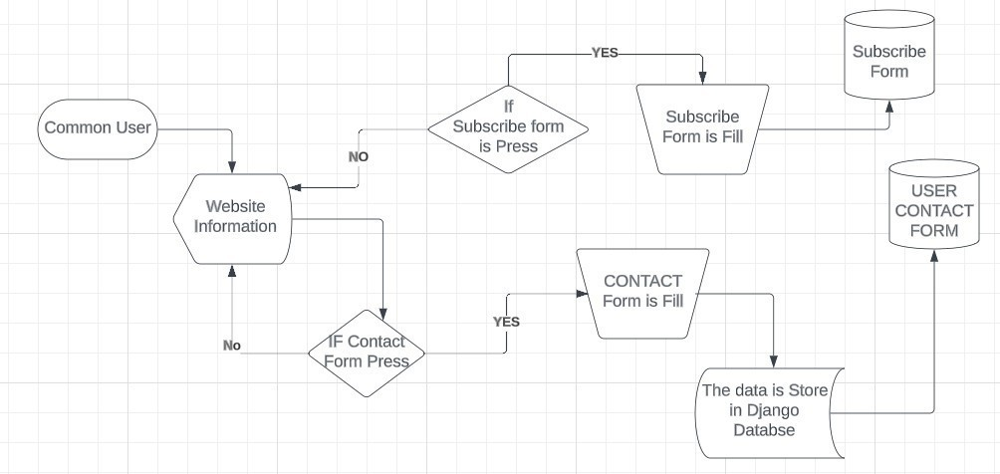 Common User
Website
Information
NO
If
Subscribe form
is Press
YES
Subscribe
Form is Fill
Subscribe
Form
IF Contact
Form Press
No
YES
CONTACT
Form is Fill
The data is Store
in Django
Databse
USER
CONTACT
FORM